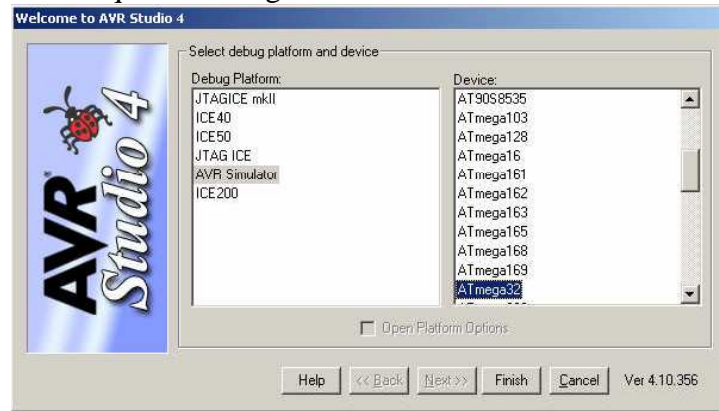 Welcome to AVR Studio 4
AVR Studio 4
Select debug platform and device
Debug Platform:
JTAGICE mkII
ICE40
ICE50
JTAG ICE
AVR Simulator
ICE200
Device:
AT90S8535
ATmega103
ATmega128
ATmega16
ATmega161
ATmega162
ATmega163
ATmega165
ATmega168
ATmega169
ATmega32
Open Platform Options
Help
<< Back
Next >>
Finish
Cancel
Ver 4.10.356